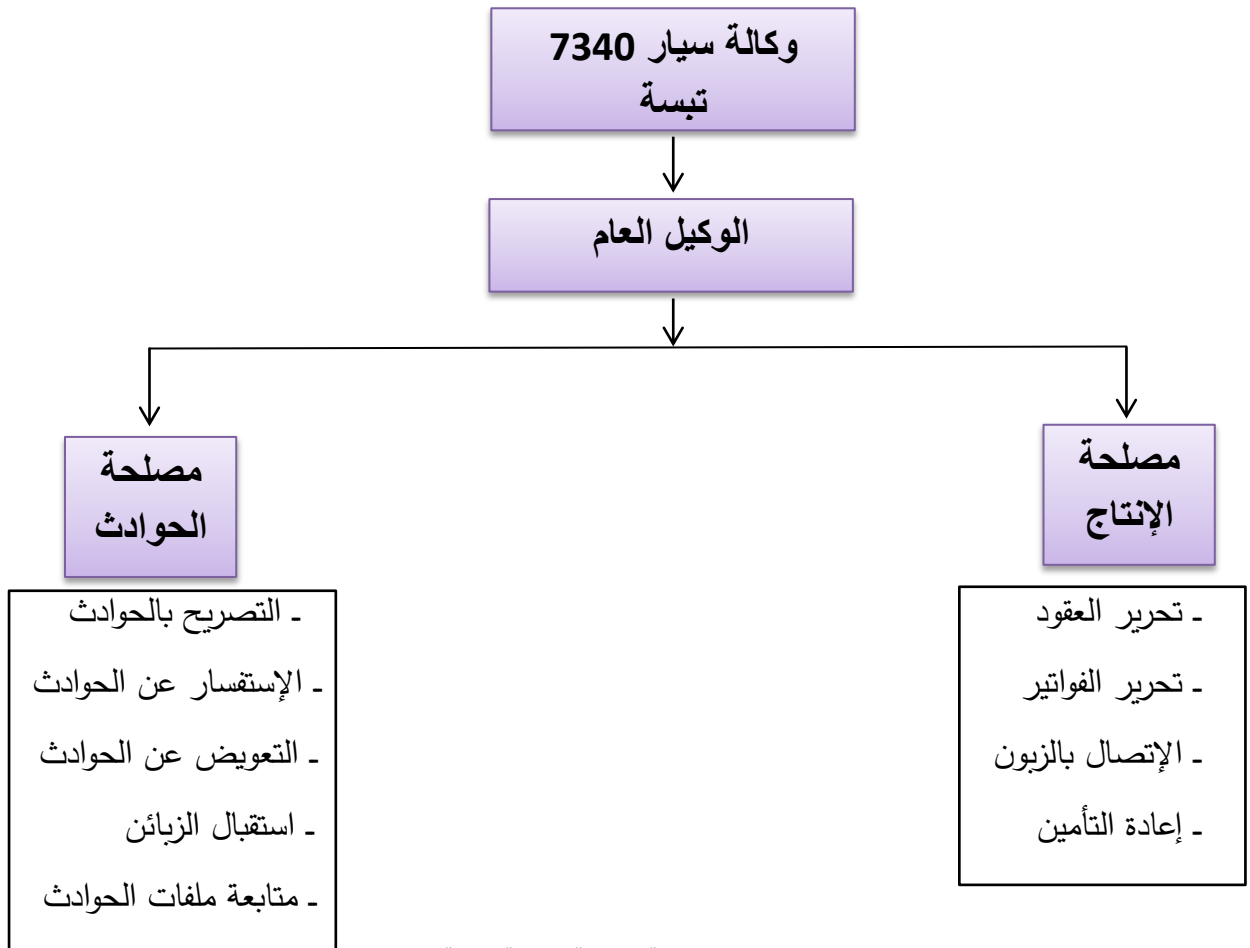 وكالة سيار 7340
تبسة
الوكيل العام
مصلحة
الإنتاج
ـ تحرير العقود
ـ تحرير الفواتير
ـ الإتصال بالزبون
ـ إعادة التأمين
مصلحة
الحوادث
ـ التصريح بالحوادث
ـ الإستفسار عن الحوادث
ـ التعويض عن الحوادث
ـ استقبال الزبائن
ـ متابعة ملفات الحوادث